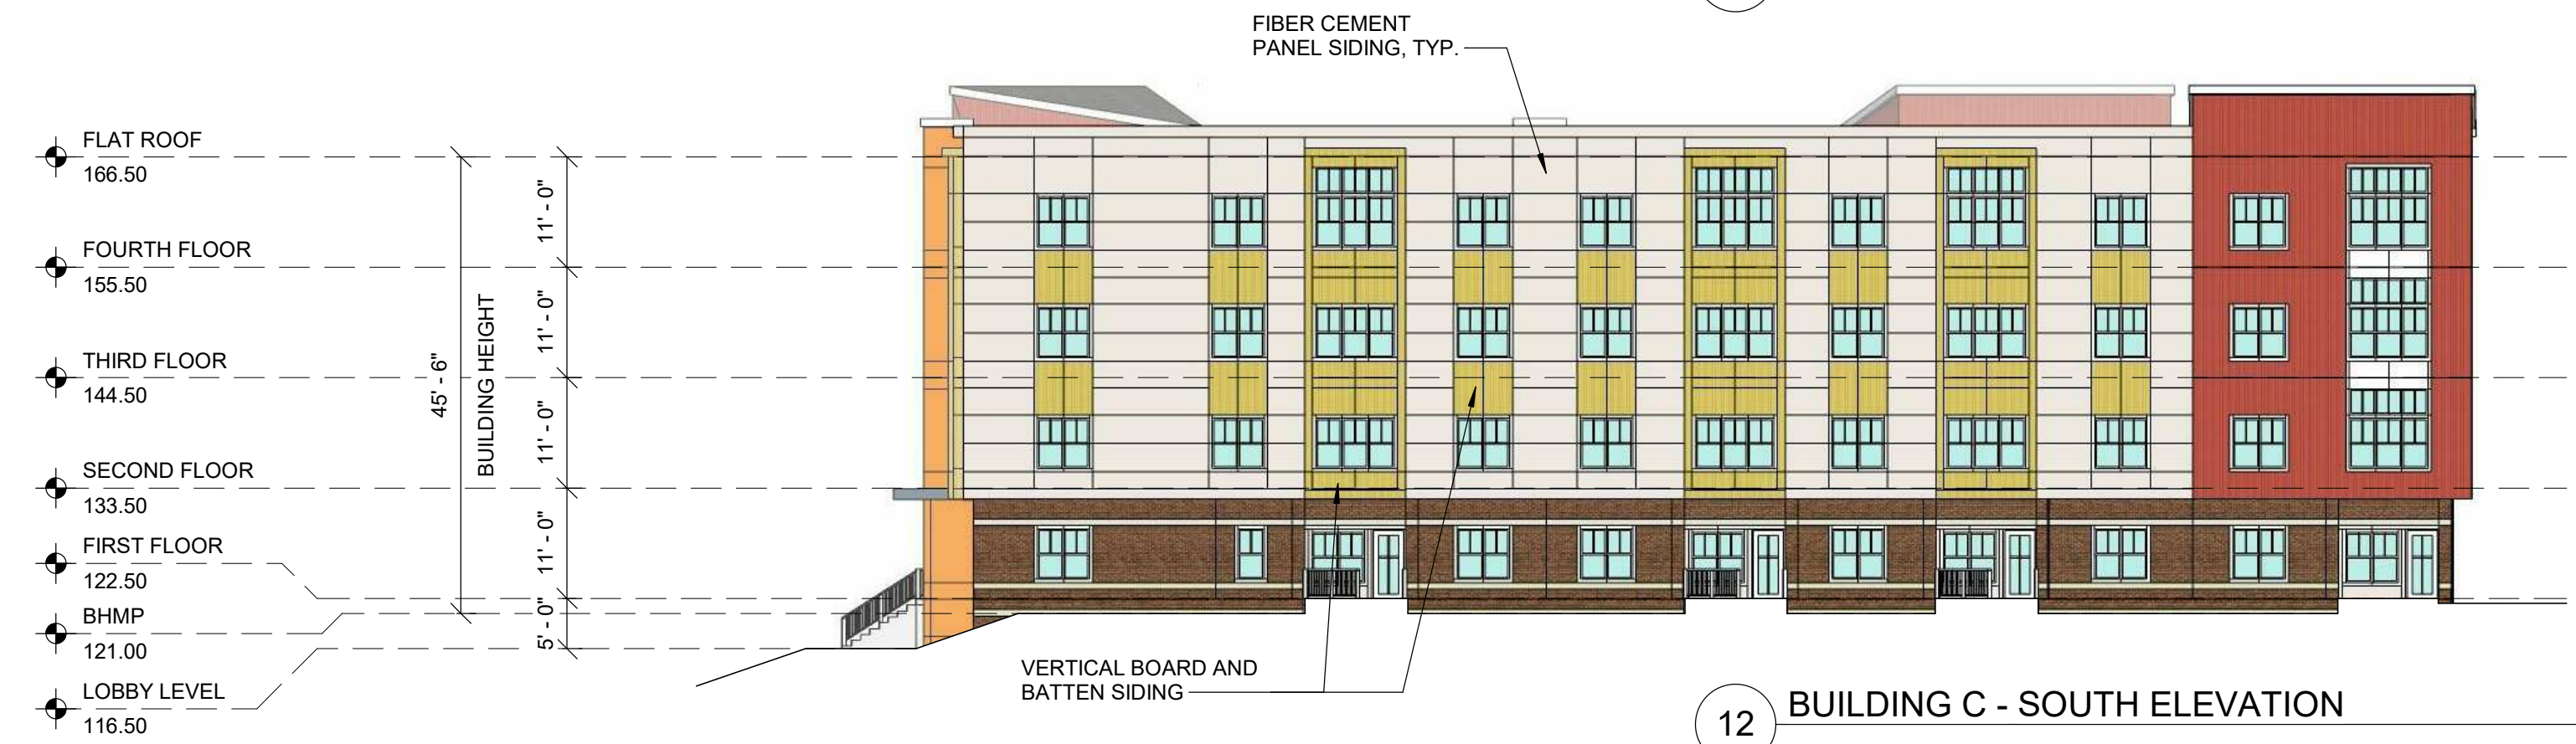 FIBER CEMENT
PANEL SIDING, TYP.
FLAT ROOF
166.50
FOURTH FLOOR
155.50
THIRD FLOOR
144.50
SECOND FLOOR
133.50
FIRST FLOOR
122.50
BHMP
121.00
LOBBY LEVEL
116.50
45' - 6"
BUILDING HEIGHT
11' - 0"
11' - 0"
11' - 0"
11' - 0"
5' - 0"
VERTICAL BOARD AND
BATTEN SIDING
12
BUILDING C - SOUTH ELEVATION